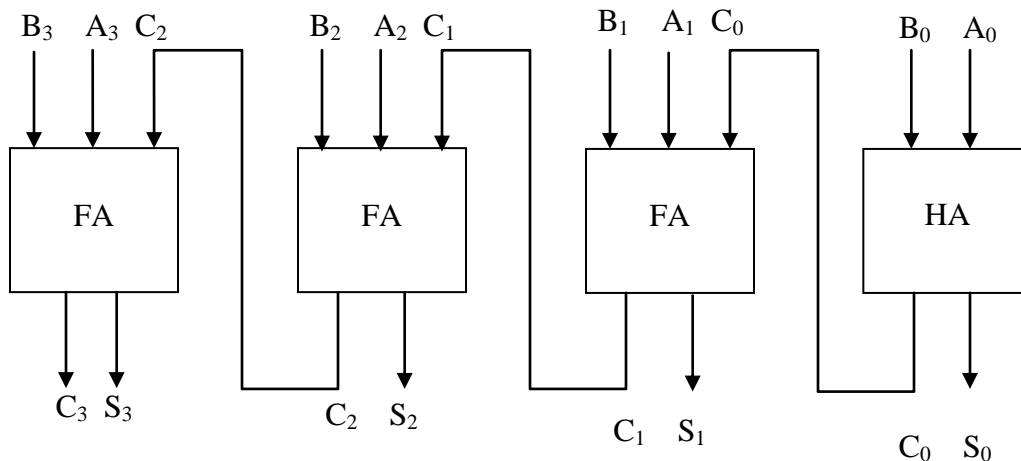 B₃ A₃ C₂ B₂ A₂ C₁ B₁ A₁ C₀ B₀ A₀
FA FA FA HA
C₃ S₃ C₂ S₂ C₁ S₁ C₀ S₀